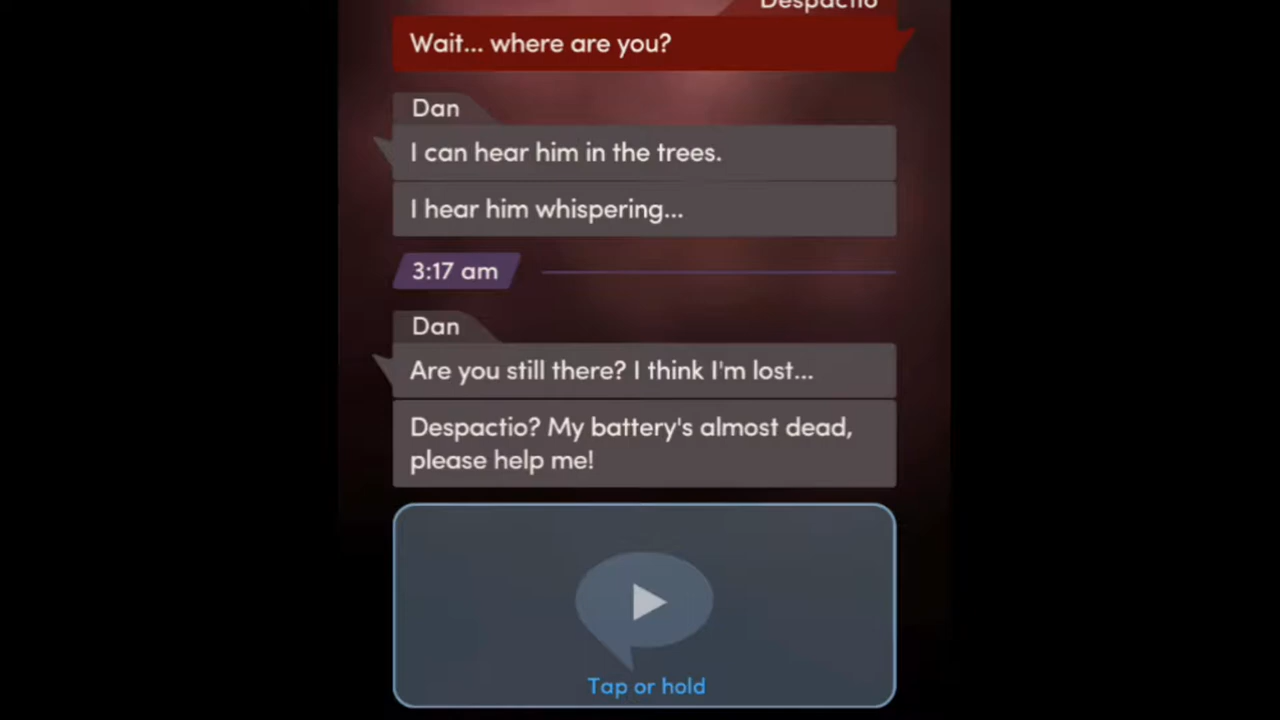 Despactio
Wait... where are you?
Dan
I can hear him in the trees.
I hear him whispering...
3:17 am
Dan
Are you still there? I think I'm lost...
Despactio? My battery's almost dead,
please help me!
Tap or hold